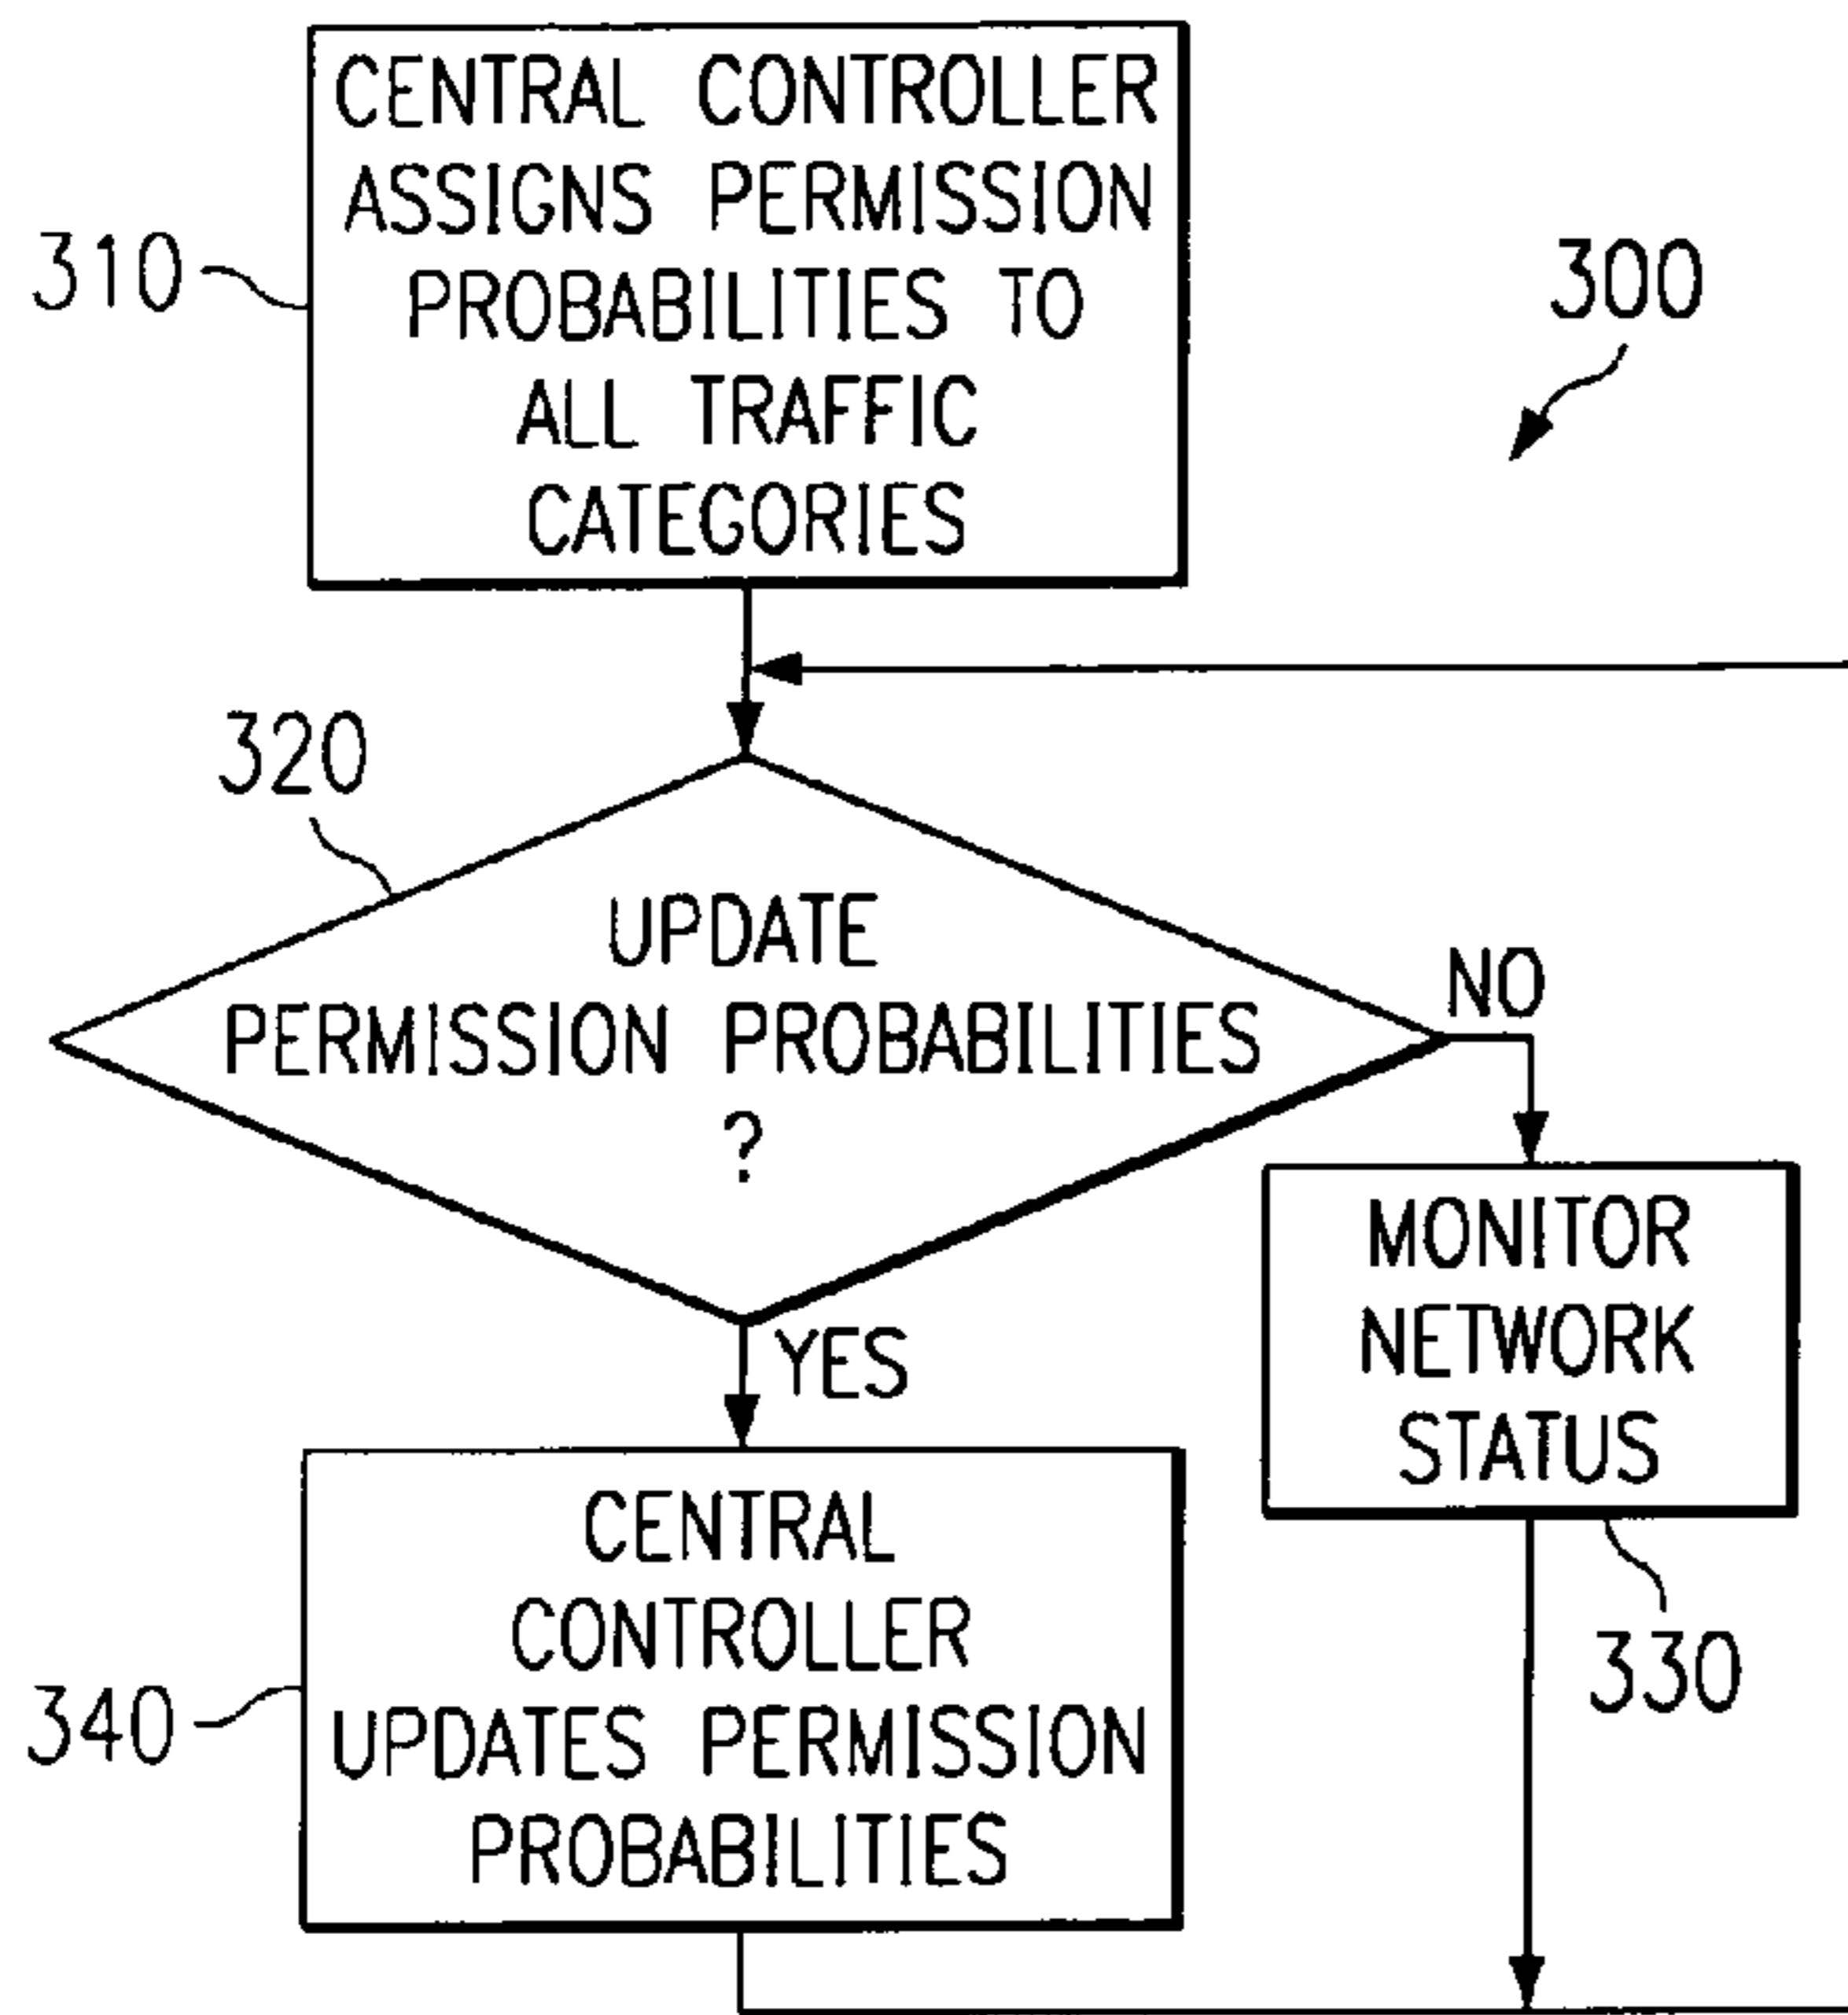 CENTRAL CONTROLLER
ASSIGNS PERMISSION
PROBABILITIES TO
ALL TRAFFIC
CATEGORIES
310
300
320
UPDATE
PERMISSION PROBABILITIES
?
NO
YES
MONITOR
NETWORK
STATUS
330
CENTRAL
CONTROLLER
UPDATES PERMISSION
PROBABILITIES
340